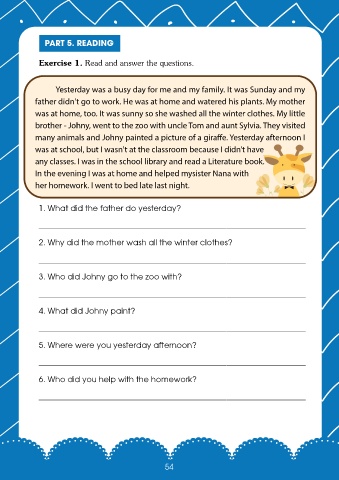 PART 5. READING
Exercise 1. Read and answer the questions.
Yesterday was a busy day for me and my family. It was Sunday and my
father didn't go to work. He was at home and watered his plants. My mother
was at home, too. It was sunny so she washed all the winter clothes. My little
brother - Johny, went to the zoo with uncle Tom and aunt Sylvia. They visited
many animals and Johny painted a picture of a giraffe. Yesterday afternoon I
was at school, but I wasn't at the classroom because I didn't have
any classes. I was in the school library and read a Literature book.
In the evening I was at home and helped mysister Nana with
her homework. I went to bed late last night.
1. What did the father do yesterday?
2. Why did the mother wash all the winter clothes?
3. Who did Johny go to the zoo with?
4. What did Johny paint?
5. Where were you yesterday afternoon?
6. Who did you help with the homework?
54